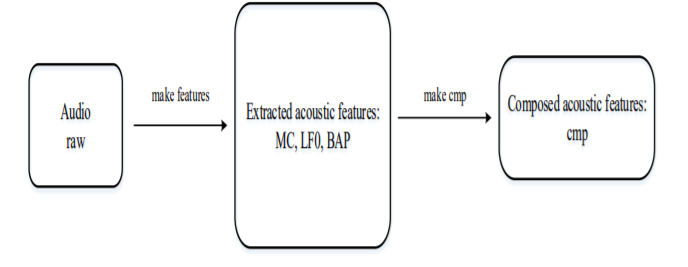 Audio
raw
make features
Extracted acoustic features:
MC, LF0, BAP
make cmp
Composed acoustic features:
cmp